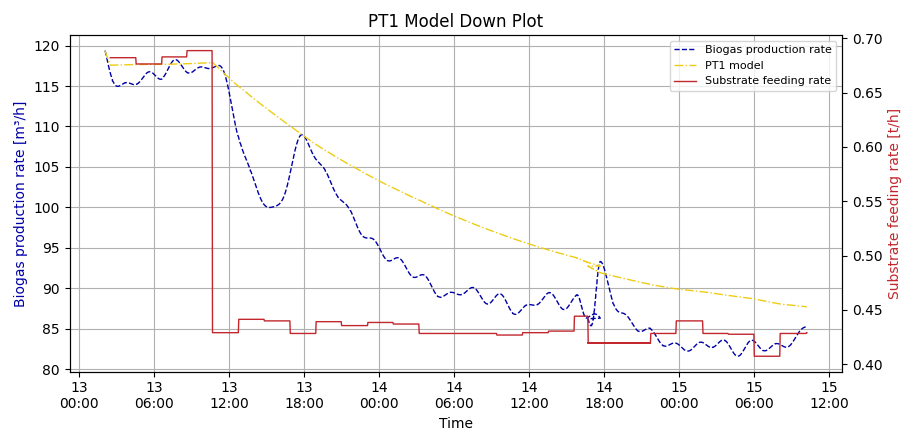 PT1 Model Down Plot
Biogas production rate [m³/h]
120
115
110
105
100
95
90
85
80
Biogas production rate
PT1 model
Substrate feeding rate
0.70
0.65
0.60
0.55
0.50
0.45
0.40
Substrate feeding rate [t/h]
13 13 13 13 14 14 14 14 15 15 15
00:00 06:00 12:00 18:00 00:00 06:00 12:00 18:00 00:00 06:00 12:00
Time